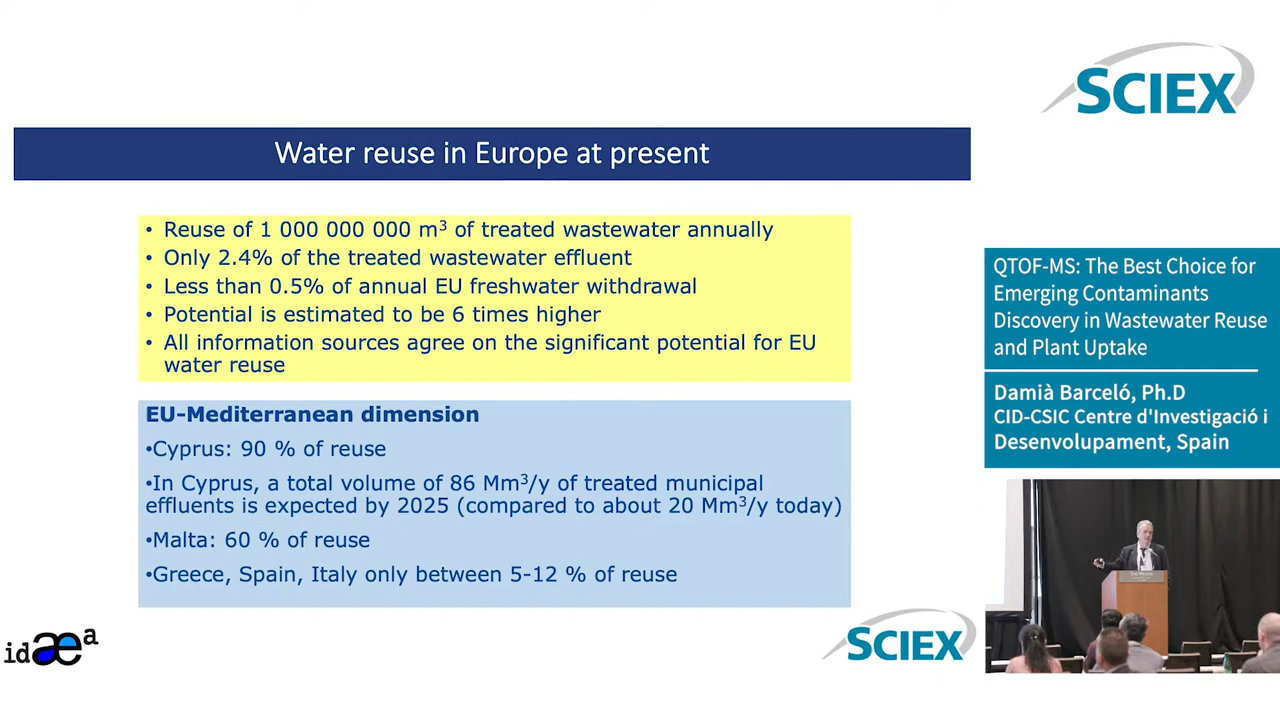 SCIEX
Water reuse in Europe at present
• Reuse of 1 000 000 000 m³ of treated wastewater annually
• Only 2.4% of the treated wastewater effluent
• Less than 0.5% of annual EU freshwater withdrawal
• Potential is estimated to be 6 times higher
• All information sources agree on the significant potential for EU
water reuse
EU-Mediterranean dimension
•Cyprus: 90 % of reuse
•In Cyprus, a total volume of 86 Mm³/y of treated municipal
effluents is expected by 2025 (compared to about 20 Mm³/y today)
•Malta: 60 % of reuse
•Greece, Spain, Italy only between 5-12 % of reuse
idæa
SCIEX
QTOF-MS: The Best Choice for
Emerging Contaminants
Discovery in Wastewater Reuse
and Plant Uptake
Damià Barceló, Ph.D
CID-CSIC Centre d'Investigació i
Desenvolupament, Spain